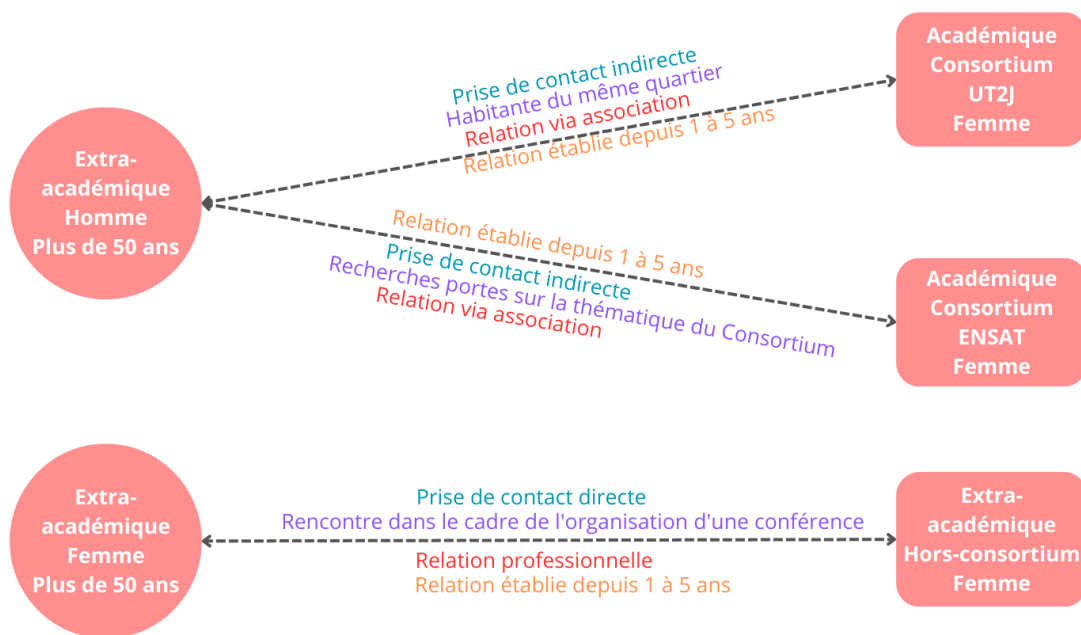 Extra-
académique
Homme
Plus de 50 ans
Prise de contact indirecte
Habitante du même quartier
Relation via association
Relation établie depuis 1 à 5 ans
Académique
Consortium
UT2J
Femme
Relation établie depuis 1 à 5 ans
Prise de contact indirecte
Recherches portes sur la thématique du Consortium
Relation via association
Académique
Consortium
ENSAT
Femme
Extra-
académique
Femme
Plus de 50 ans
Prise de contact directe
Rencontre dans le cadre de l'organisation d'une conférence
Relation professionnelle
Relation établie depuis 1 à 5 ans
Extra-
académique
Hors-consortium
Femme